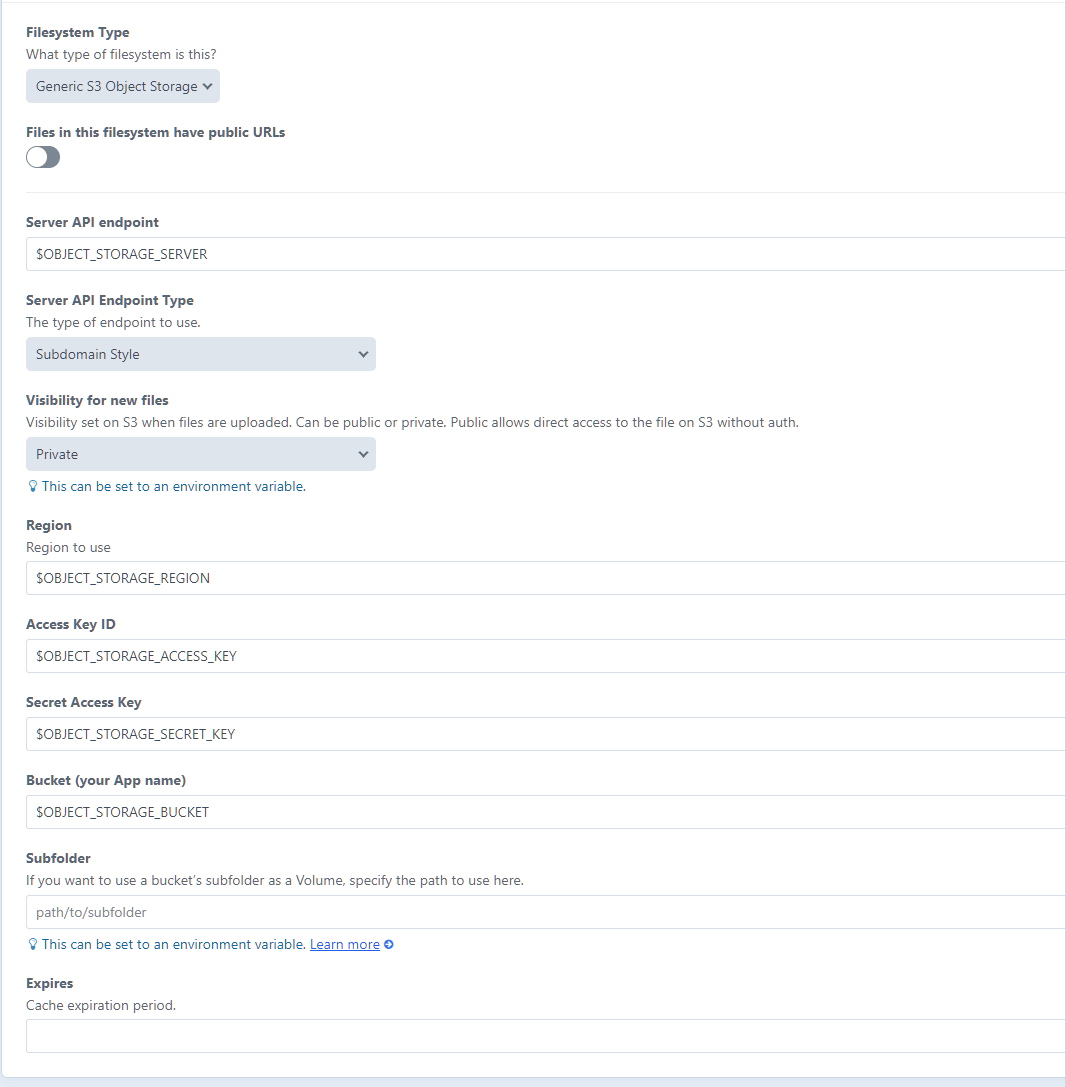 Filesystem Type
What type of filesystem is this?
Generic S3 Object Storage
Files in this filesystem have public URLs
Server API endpoint
$OBJECT_STORAGE_SERVER
Server API Endpoint Type
The type of endpoint to use.
Subdomain Style
Visibility for new files
Visibility set on S3 when files are uploaded. Can be public or private. Public allows direct access to the file on S3 without auth.
Private
This can be set to an environment variable.
Region
Region to use
$OBJECT_STORAGE_REGION
Access Key ID
$OBJECT_STORAGE_ACCESS_KEY
Secret Access Key
$OBJECT_STORAGE_SECRET_KEY
Bucket (your App name)
$OBJECT_STORAGE_BUCKET
Subfolder
If you want to use a bucket’s subfolder as a Volume, specify the path to use here.
path/to/subfolder
This can be set to an environment variable. Learn more
Expires
Cache expiration period.